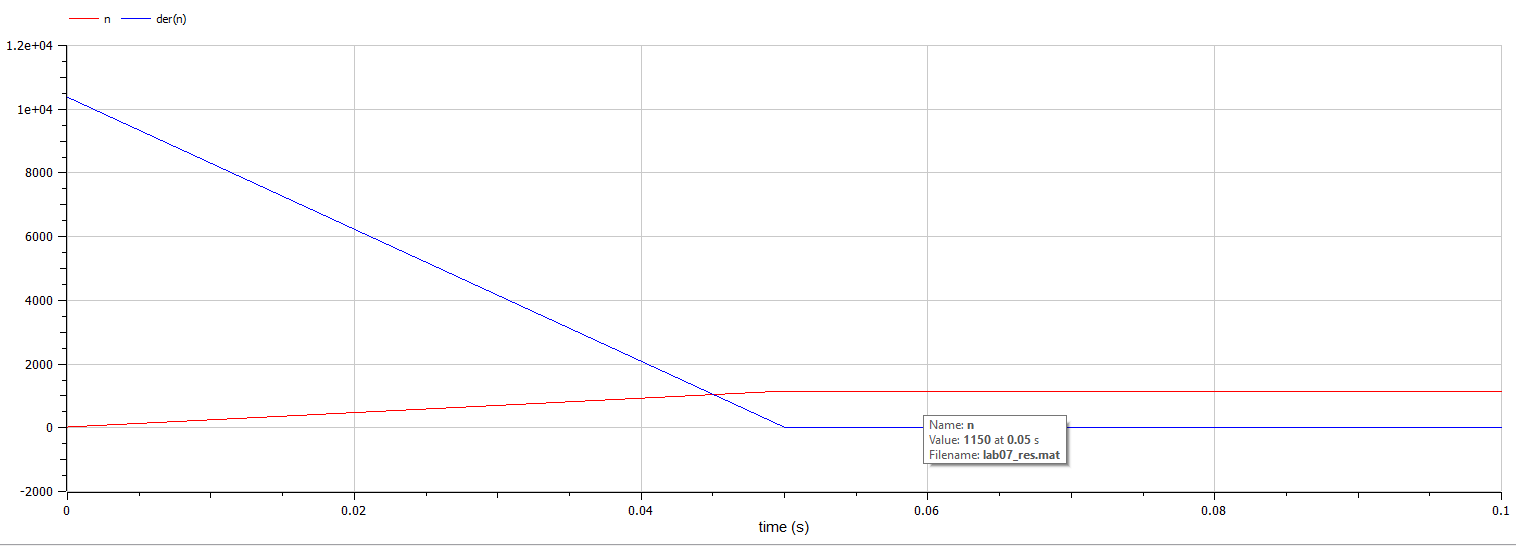 n der(n)
1.2e+04
1e+04
8000
6000
4000
2000
0
-2000
Name: n
Value: 1150 at 0.05 s
Filename: lab07_res.mat
0 0.02 0.04 0.06 0.08 0.1
time (s)